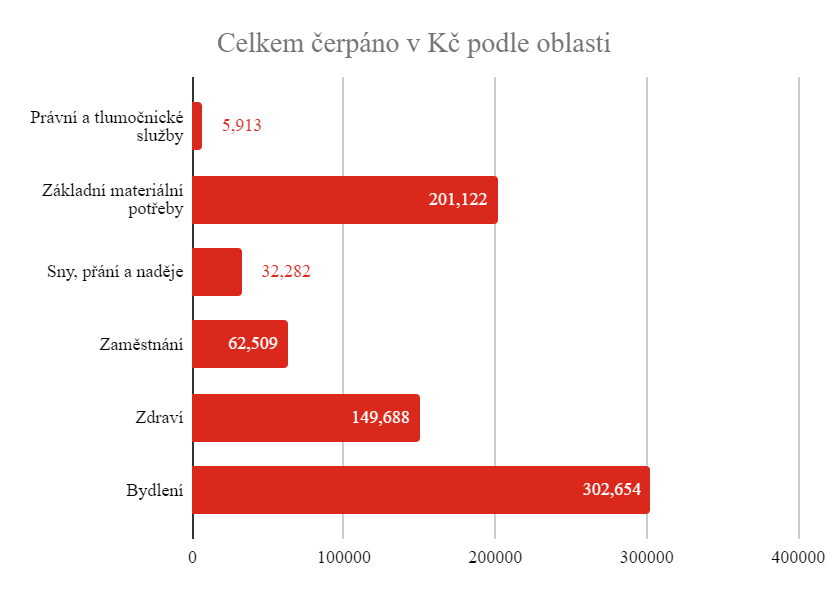 Celkem čerpáno v Kč podle oblasti
Právní a tlumočnické
služby
5,913
Základní materiální
potřeby
201,122
Sny, přání a naděje
32,282
Zaměstnání
62,509
Zdraví
149,688
Bydlení
302,654
0
100000
200000
300000
400000